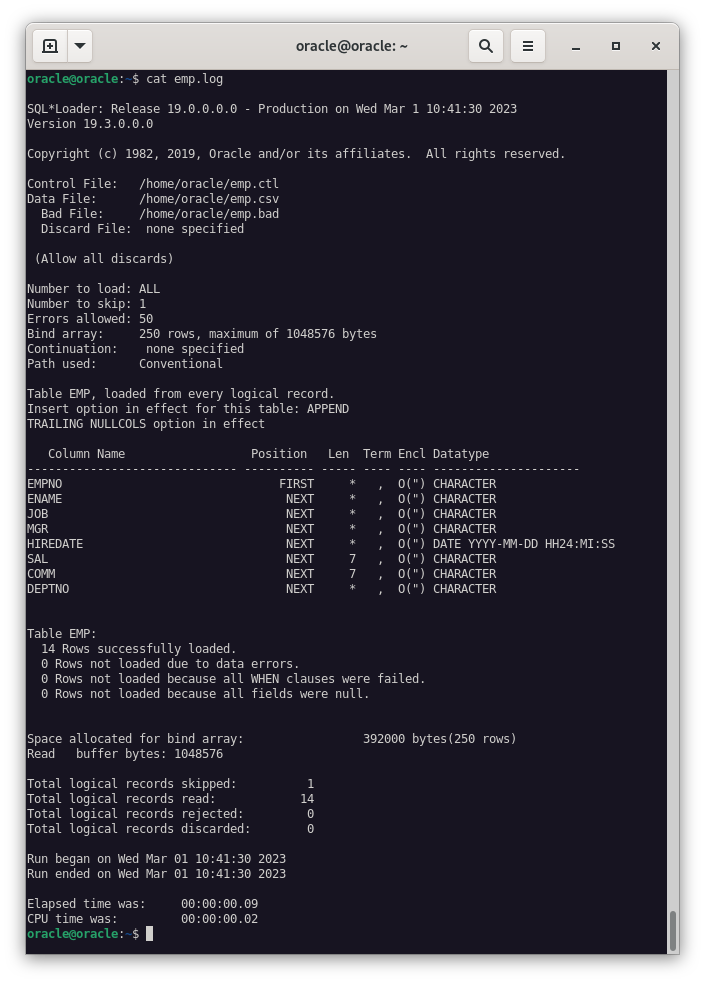 oracle@oracle: ~
oracle@oracle:~$ cat emp.log

SQL*Loader: Release 19.0.0.0.0 - Production on Wed Mar 1 10:41:30 2023
Version 19.3.0.0.0

Copyright (c) 1982, 2019, Oracle and/or its affiliates.  All rights reserved.

Control File:   /home/oracle/emp.ctl
Data File:      /home/oracle/emp.csv
  Bad File:     /home/oracle/emp.bad
  Discard File:  none specified

 (Allow all discards)

Number to load: ALL
Number to skip: 1
Errors allowed: 50
Bind array:     250 rows, maximum of 1048576 bytes
Continuation:    none specified
Path used:      Conventional

Table EMP, loaded from every logical record.
Insert option in effect for this table: APPEND
TRAILING NULLCOLS option in effect

   Column Name                  Position   Len  Term Encl Datatype
------------------------------ ---------- ----- ---- ---- ---------------------
EMPNO                               FIRST     *   ,  O(") CHARACTER
ENAME                                NEXT     *   ,  O(") CHARACTER
JOB                                  NEXT     *   ,  O(") CHARACTER
MGR                                  NEXT     *   ,  O(") CHARACTER
HIREDATE                             NEXT     *   ,  O(") DATE YYYY-MM-DD HH24:MI:SS
SAL                                  NEXT     7   ,  O(") CHARACTER
COMM                                 NEXT     7   ,  O(") CHARACTER
DEPTNO                               NEXT     *   ,  O(") CHARACTER


Table EMP:
  14 Rows successfully loaded.
  0 Rows not loaded due to data errors.
  0 Rows not loaded because all WHEN clauses were failed.
  0 Rows not loaded because all fields were null.


Space allocated for bind array:                 392000 bytes(250 rows)
Read   buffer bytes: 1048576

Total logical records skipped:          1
Total logical records read:            14
Total logical records rejected:         0
Total logical records discarded:        0

Run began on Wed Mar 01 10:41:30 2023
Run ended on Wed Mar 01 10:41:30 2023

Elapsed time was:     00:00:00.09
CPU time was:         00:00:00.02
oracle@oracle:~$